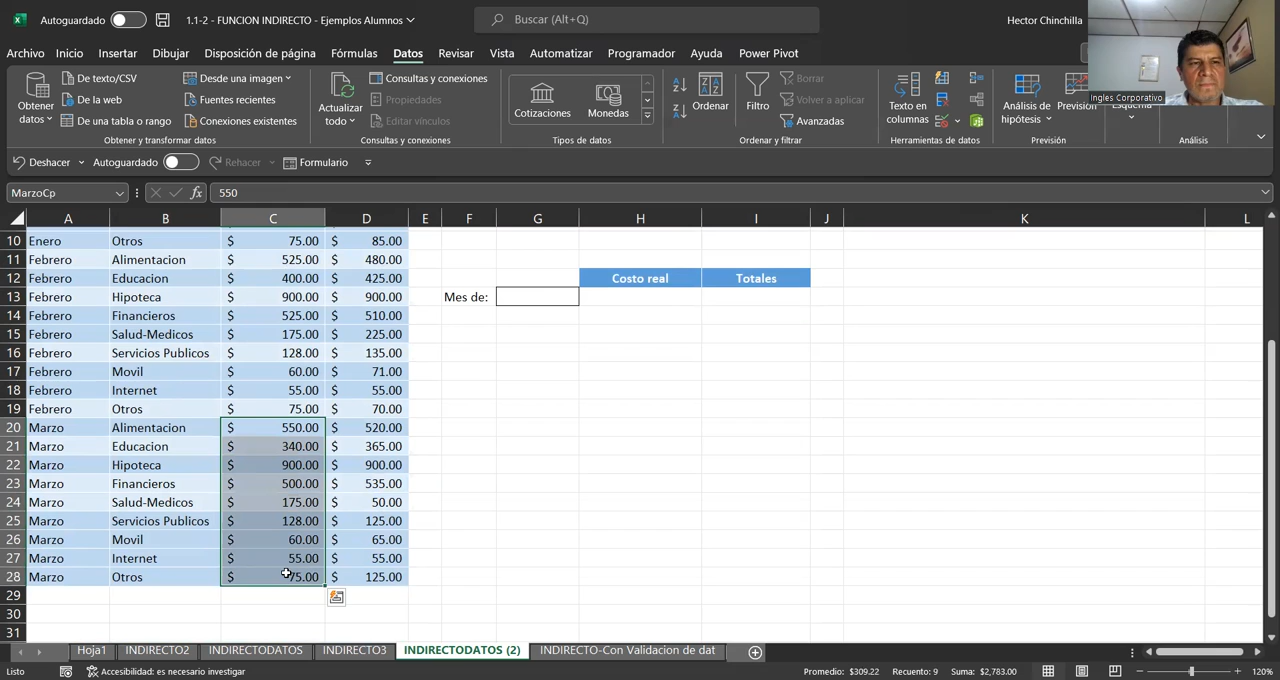 Autoguardado
1.1-2 - FUNCION INDIRECTO - Ejemplos Alumnos
Buscar (Alt+Q)
Hector Chinchilla
Archivo Inicio Insertar Dibujar Disposición de página Fórmulas Datos Revisar Vista Automatizar Programador Ayuda Power Pivot
Obtener datos
De texto/CSV
De la web
De una tabla o rango
Desde una imagen
Fuentes recientes
Conexiones existentes
Obtener y transformar datos
Actualizar todo
Consultas y conexiones
Propiedades
Editar vínculos
Consultas y conexiones
Cotizaciones
Monedas
Tipos de datos
Ordenar
Filtro
Borrar
Volver a aplicar
Avanzadas
Ordenar y filtrar
Texto en columnas
Herramientas de datos
Análisis de hipótesis
Previsión
Previsión
Análisis
Ingles Corporativo
Deshacer Autoguardado Rehacer Formulario
MarzoCp fx 550
A B C D E F G H I J K L
10 Enero Otros $ 75.00 $ 85.00
11 Febrero Alimentacion $ 525.00 $ 480.00
12 Febrero Educacion $ 400.00 $ 425.00 Costo real Totales
13 Febrero Hipoteca $ 900.00 $ 900.00 Mes de:
14 Febrero Financieros $ 525.00 $ 510.00
15 Febrero Salud-Medicos $ 175.00 $ 225.00
16 Febrero Servicios Publicos $ 128.00 $ 135.00
17 Febrero Movil $ 60.00 $ 71.00
18 Febrero Internet $ 55.00 $ 55.00
19 Febrero Otros $ 75.00 $ 70.00
20 Marzo Alimentacion $ 550.00 $ 520.00
21 Marzo Educacion $ 340.00 $ 365.00
22 Marzo Hipoteca $ 900.00 $ 900.00
23 Marzo Financieros $ 500.00 $ 535.00
24 Marzo Salud-Medicos $ 175.00 $ 50.00
25 Marzo Servicios Publicos $ 128.00 $ 125.00
26 Marzo Movil $ 60.00 $ 65.00
27 Marzo Internet $ 55.00 $ 55.00
28 Marzo Otros $ 75.00 $ 125.00
29
30
31
Hoja1 INDIRECTO2 INDIRECTODATOS INDIRECTO3 INDIRECTODATOS (2) INDIRECTO-Con Validacion de dat
Listo Accesibilidad: es necesario investigar Promedio: $309.22 Recuento: 9 Suma: $2,783.00 120%